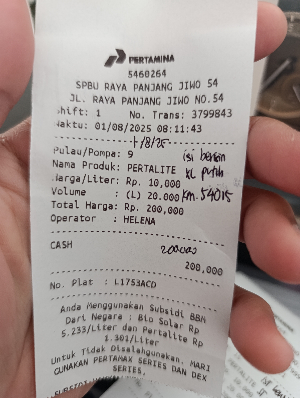 PERTAMINA
5460264
SPBU RAYA PANJANG JIWO 54
JL. RAYA PANJANG JIWO NO.54
Shift: 1 No. Trans: 3799843
Waktu: 01/08/2025 08:11:43
1/8/25
Pulau/Pompa: 9 isi bensin
Nama Produk: PERTALITE KL putih
Harga/Liter: Rp. 10,000
Volume : (L) 20.000 Km. 54015
Total Harga: Rp. 200,000
Operator : HELENA
CASH
200,000
No. Plat : L1753ACD
Anda Menggunakan Subsidi BBM
Dari Negara : Bio Solar Rp
5.233/Liter dan Pertalite Rp
1.301/Liter
Untuk Tidak Disalahgunakan. MARI
GUNAKAN PERTAMAX SERIES DAN DEX
SERIES.